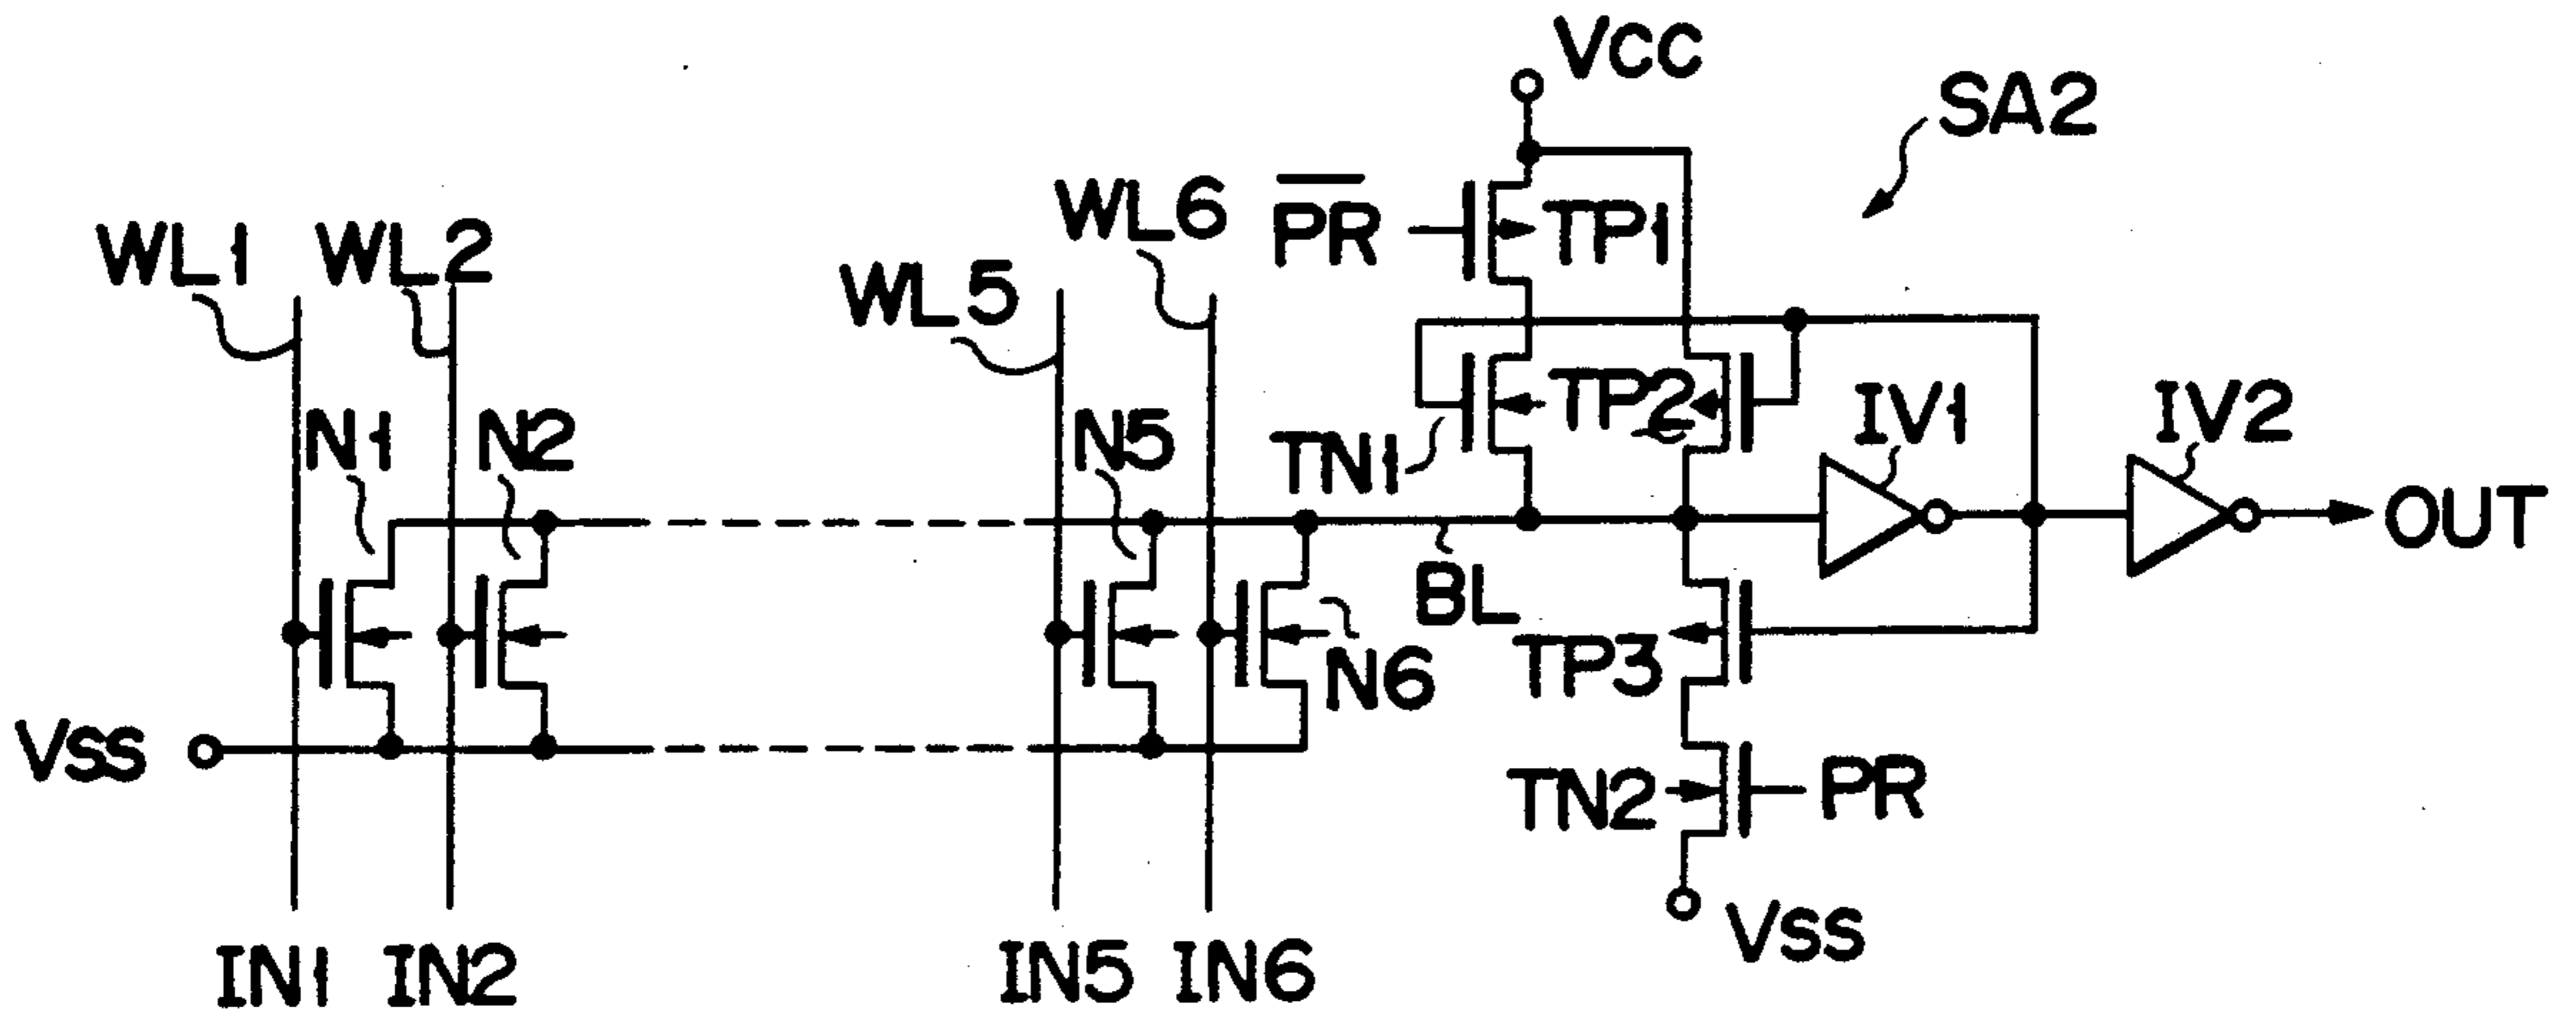 VCC
SA2
WL1
WL2
WL5
WL6
P̅R̅
TP1
N1
N2
N5
TN1
TP2
IV1
IV2
OUT
BL
N6
TP3
VSS
TN2
PR
VSS
IN1
IN2
IN5
IN6